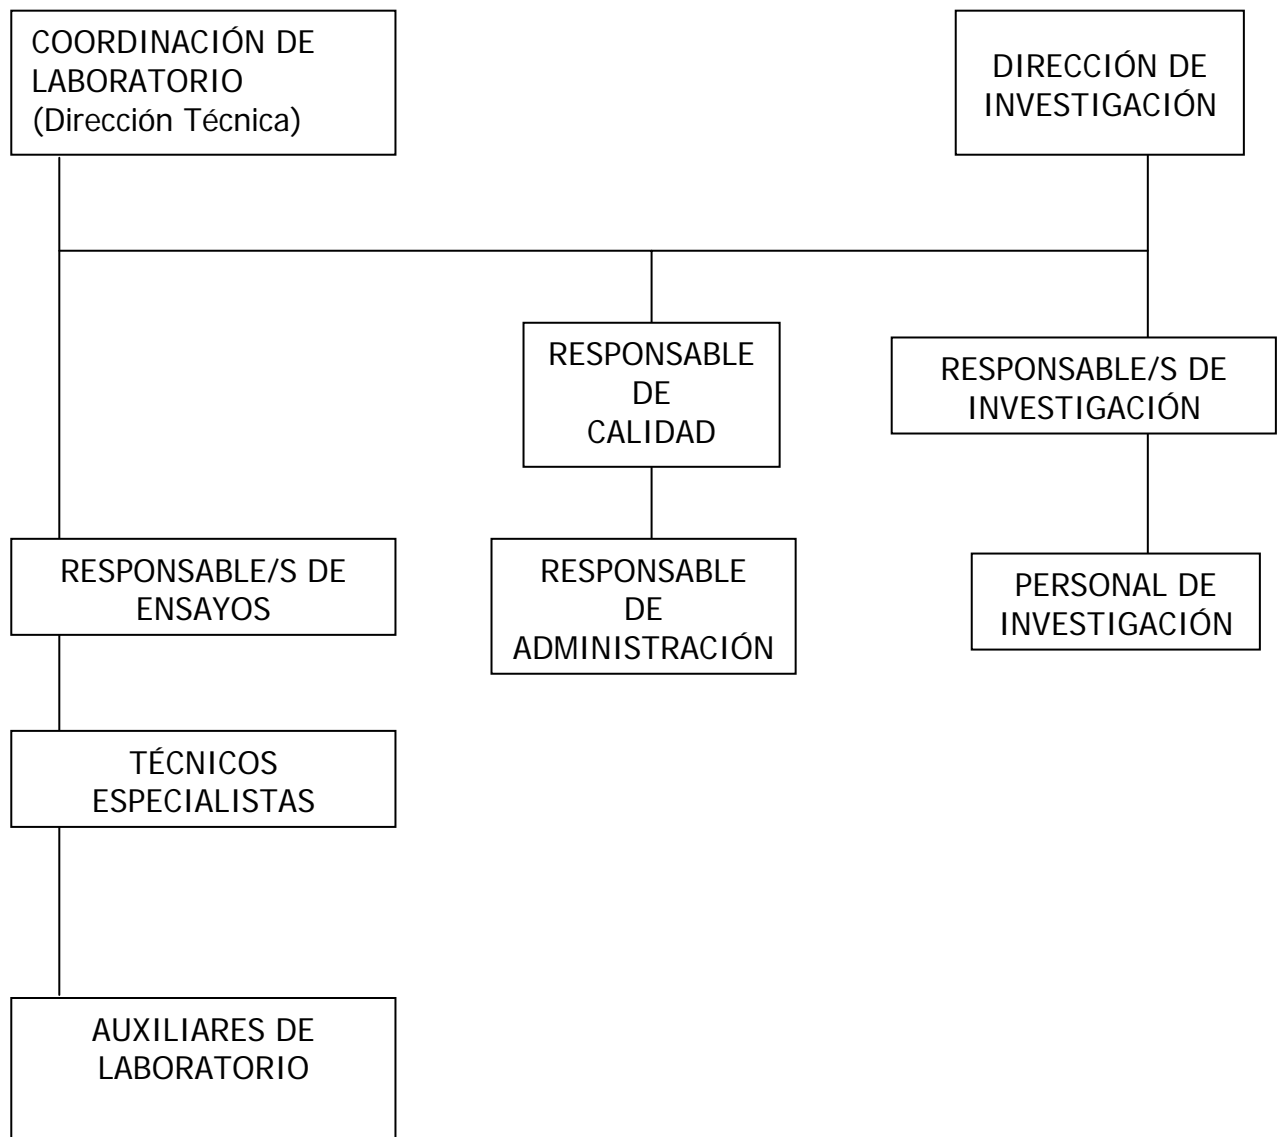 COORDINACIÓN DE
LABORATORIO
(Dirección Técnica)
DIRECCIÓN DE
INVESTIGACIÓN
RESPONSABLE
DE
CALIDAD
RESPONSABLE/S DE
INVESTIGACIÓN
RESPONSABLE/S DE
ENSAYOS
RESPONSABLE
DE
ADMINISTRACIÓN
PERSONAL DE
INVESTIGACIÓN
TÉCNICOS
ESPECIALISTAS
AUXILIARES DE
LABORATORIO